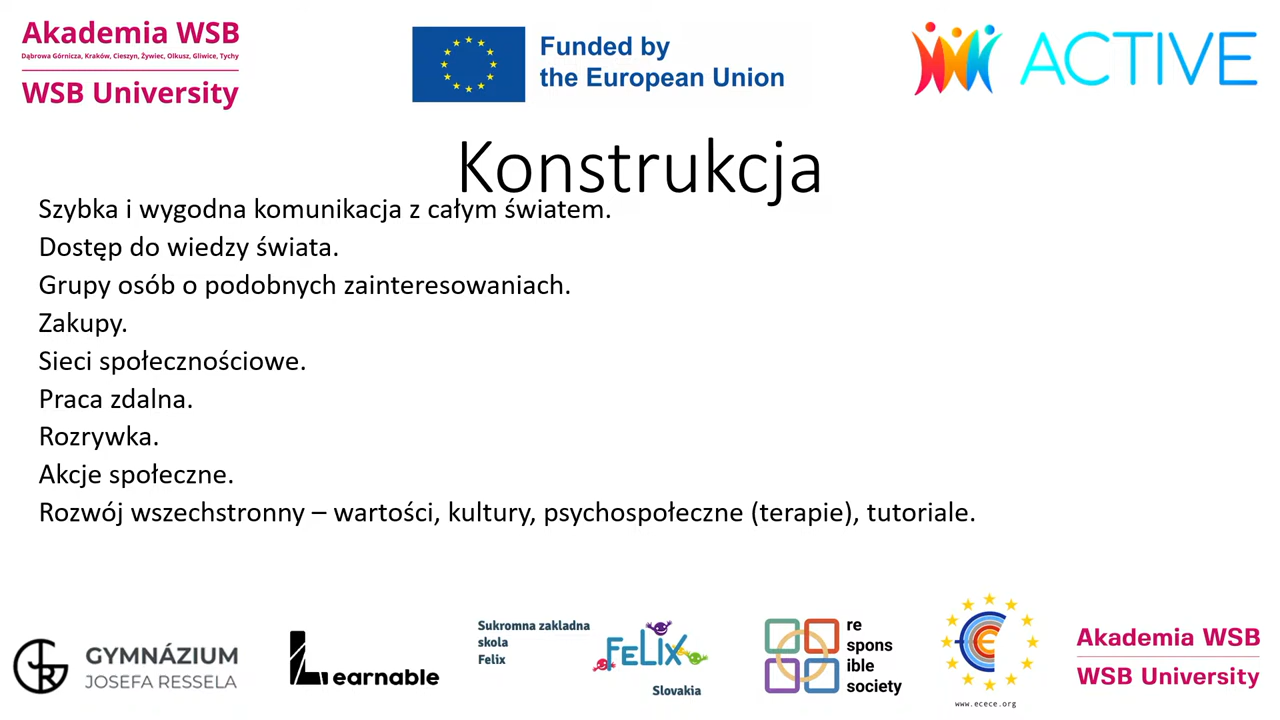 Akademia WSB
Dąbrowa Górnicza, Kraków, Cieszyn, Żywiec, Olkusz, Gliwice, Tychy
WSB University
Funded by
the European Union
ACTIVE
Konstrukcja
Szybka i wygodna komunikacja z całym światem.
Dostęp do wiedzy świata.
Grupy osób o podobnych zainteresowaniach.
Zakupy.
Sieci społecznościowe.
Praca zdalna.
Rozrywka.
Akcje społeczne.
Rozwój wszechstronny – wartości, kultury, psychospołeczne (terapie), tutoriale.
GYMNÁZIUM
JOSEFA RESSELA
Learnable
Sukromna zakladna
skola
Felix
FELIX
Slovakia
re
spons
ible
society
www.ecece.org
Akademia WSB
WSB University